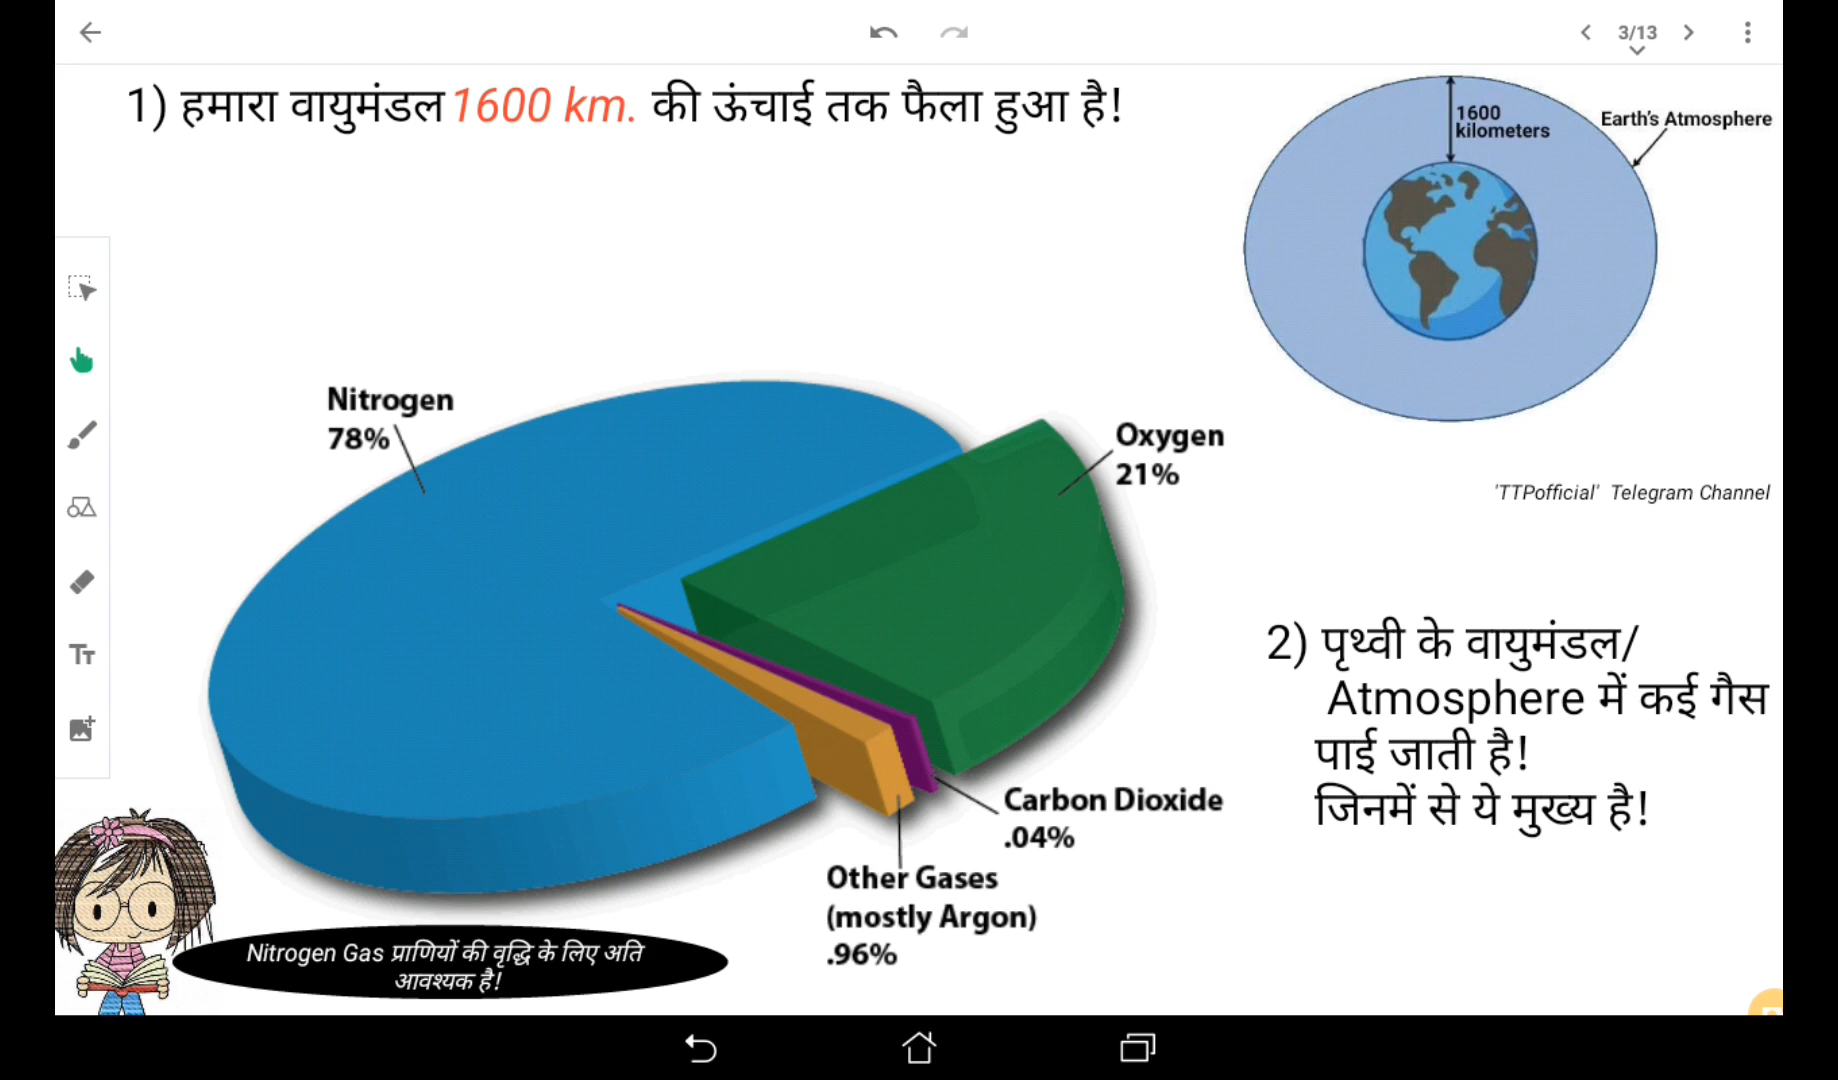 3/13
1) हमारा वायुमंडल 1600 km. की ऊंचाई तक फैला हुआ है!
1600
kilometers
Earth's Atmosphere
Nitrogen
78%
Oxygen
21%
'TTPofficial' Telegram Channel
2) पृथ्वी के वायुमंडल/
Atmosphere में कई गैस
पाई जाती है!
जिनमें से ये मुख्य है!
Carbon Dioxide
.04%
Other Gases
(mostly Argon)
.96%
Nitrogen Gas प्राणियों की वृद्धि के लिए अति
आवश्यक है!